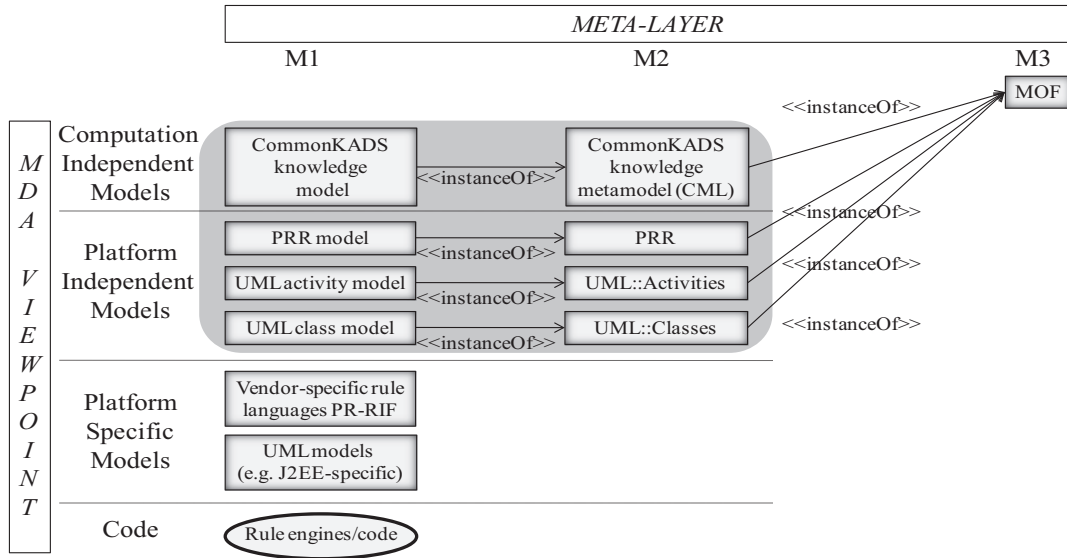 META-LAYER
M1
M2
M3
MOF
<<instanceOf>>
MDA VIEWPOINT
Computation
Independent
Models
CommonKADS
knowledge
model
<<instanceOf>>
CommonKADS
knowledge
metamodel (CML)
<<instanceOf>>
Platform
Independent
Models
PRR model
<<instanceOf>>
PRR
<<instanceOf>>
UML activity model
<<instanceOf>>
UML::Activities
<<instanceOf>>
UML class model
<<instanceOf>>
UML::Classes
Platform
Specific
Models
Vendor-specific rule
languages PR-RIF
UML models
(e.g. J2EE-specific)
Code
Rule engines/code